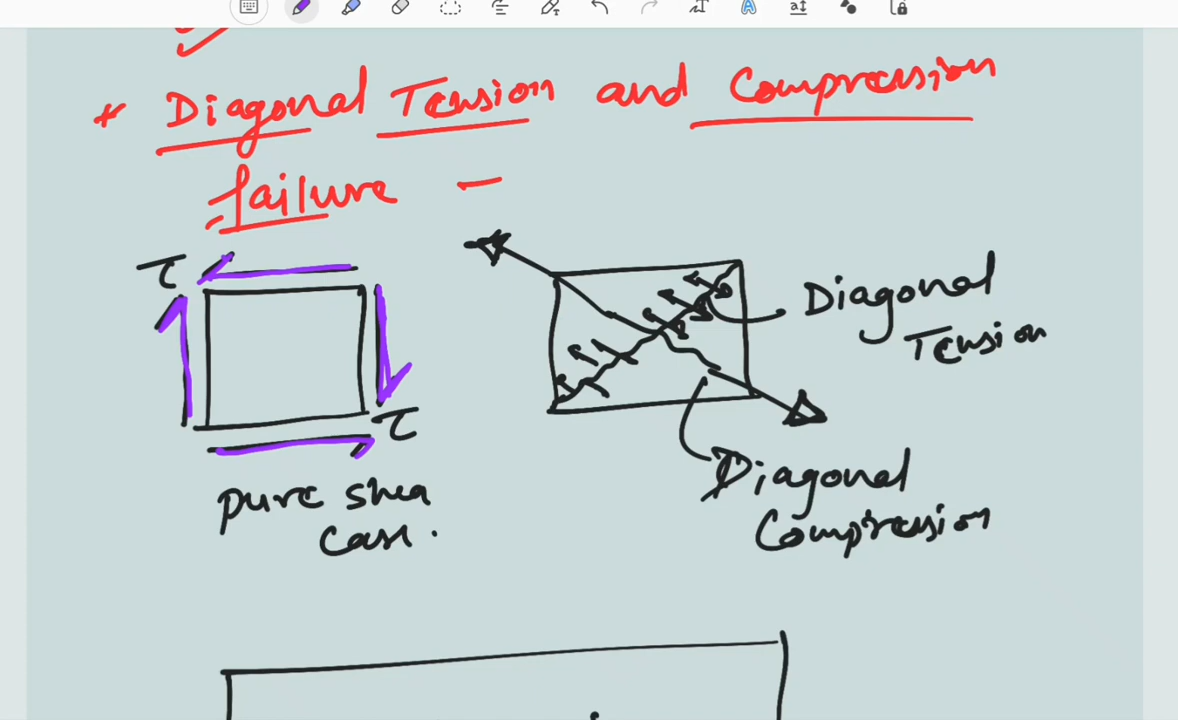 * Diagonal Tension and Compression
failure -
τ
τ
Diagonal
Tension
pure shea
case.
Diagonal
Compression